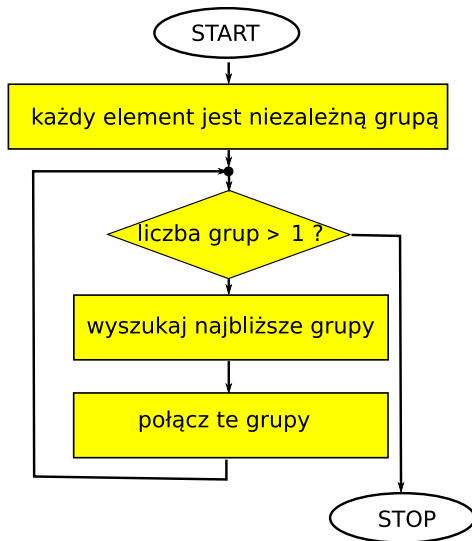 START
każdy element jest niezależną grupą
liczba grup > 1 ?
wyszukaj najbliższe grupy
połącz te grupy
STOP